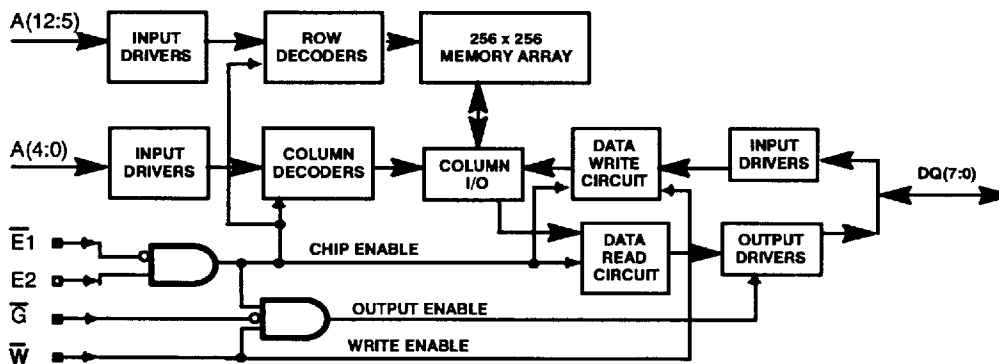 A(12:5)
INPUT
DRIVERS
ROW
DECODERS
256 x 256
MEMORY ARRAY
A(4:0)
INPUT
DRIVERS
COLUMN
DECODERS
COLUMN
I/O
DATA
WRITE
CIRCUIT
INPUT
DRIVERS
DQ(7:0)
E̅1
E2
CHIP ENABLE
DATA
READ
CIRCUIT
OUTPUT
DRIVERS
G̅
OUTPUT ENABLE
W̅
WRITE ENABLE